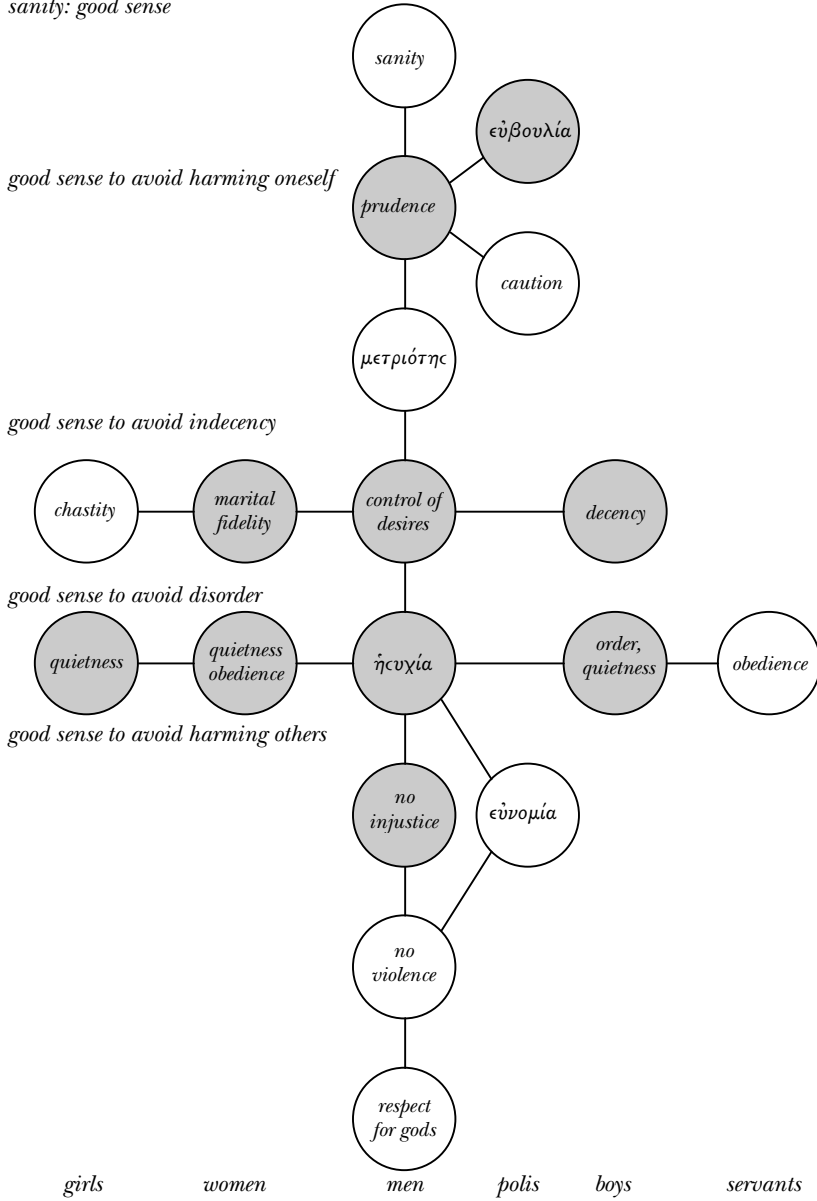 sanity: good sense
sanity
εὐβουλία
good sense to avoid harming oneself
prudence
caution
μετριότης
good sense to avoid indecency
chastity
marital
fidelity
control of
desires
decency
good sense to avoid disorder
quietness
quietness
obedience
ἡϲυχία
order,
quietness
obedience
good sense to avoid harming others
no
injustice
εὐνομία
no
violence
respect
for gods
girls women men polis boys servants